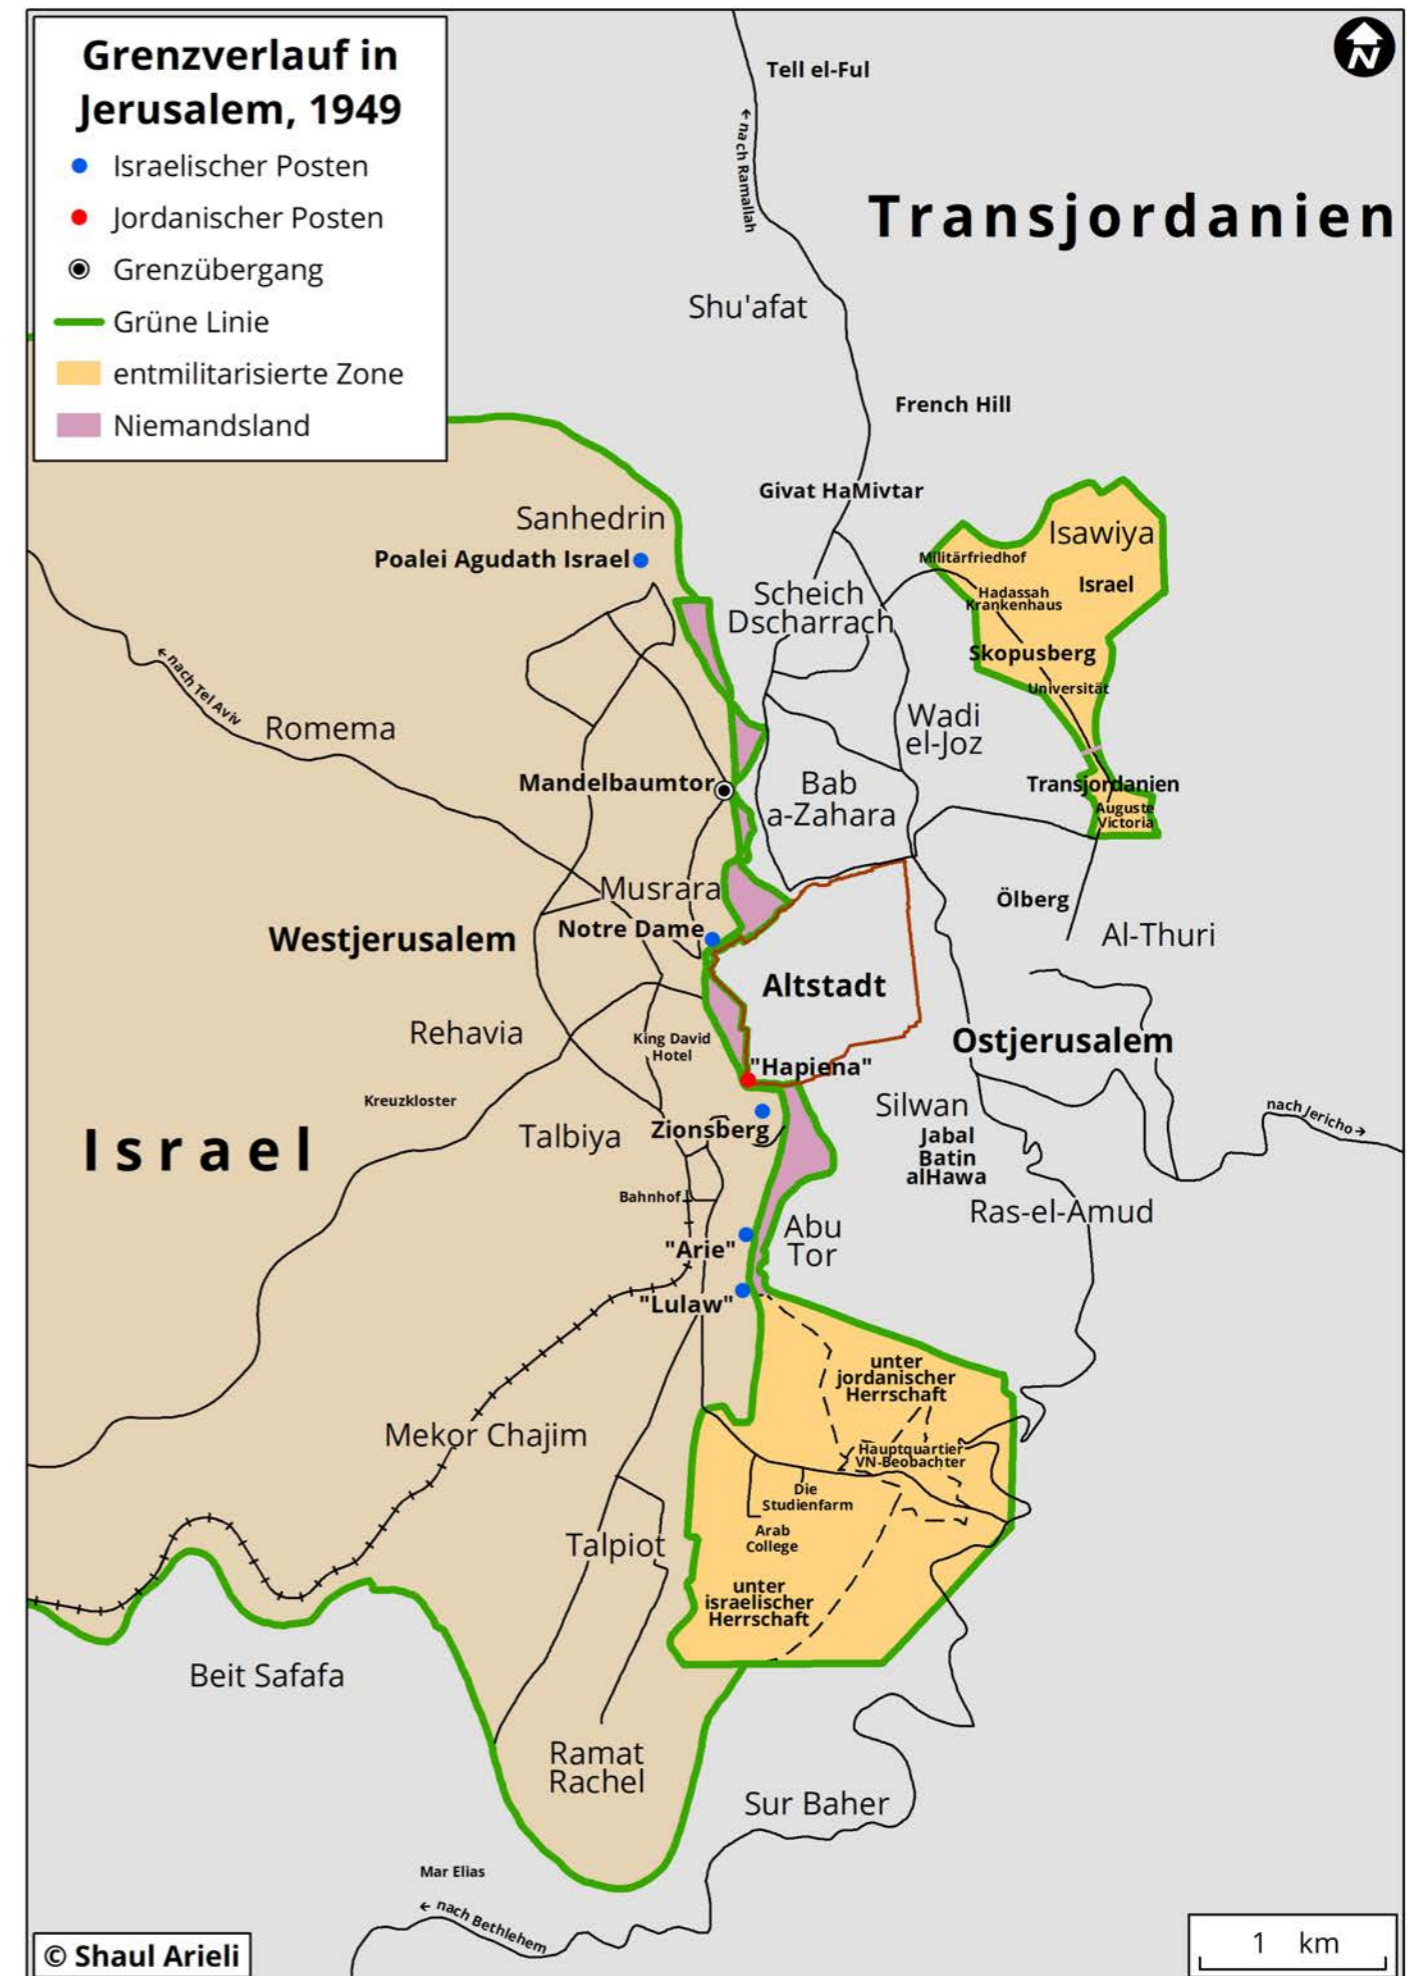 Grenzverlauf in
Jerusalem, 1949
Israelischer Posten
Jordanischer Posten
Grenzübergang
Grüne Linie
entmilitarisierte Zone
Niemandsland
N
Tell el-Ful
← nach Ramallah
Transjordanien
Shu'afat
French Hill
Givat HaMivtar
Sanhedrin
Poalei Agudath Israel
Isawiya
Militärfriedhof
Israel
Hadassah
Krankenhaus
Scheich
Dscharrach
Skopusberg
Universität
← nach Tel Aviv
Romema
Wadi
el-Joz
Mandelbaumtor
Bab
a-Zahara
Transjordanien
Auguste
Victoria
Musrara
Ölberg
Notre Dame
Westjerusalem
Al-Thuri
Altstadt
Rehavia
King David
Hotel
Ostjerusalem
"Hapiena"
Kreuzkloster
Silwan
nach Jericho →
Israel
Talbiya
Zionsberg
Jabal
Batin
alHawa
Bahnhof
Ras-el-Amud
Abu
Tor
"Arie"
"Lulaw"
unter
jordanischer
Herrschaft
Mekor Chajim
Hauptquartier
VN-Beobachter
Die
Studienfarm
Arab
College
Talpiot
unter
israelischer
Herrschaft
Beit Safafa
Ramat
Rachel
Sur Baher
Mar Elias
← nach Bethlehem
© Shaul Arieli
1 km